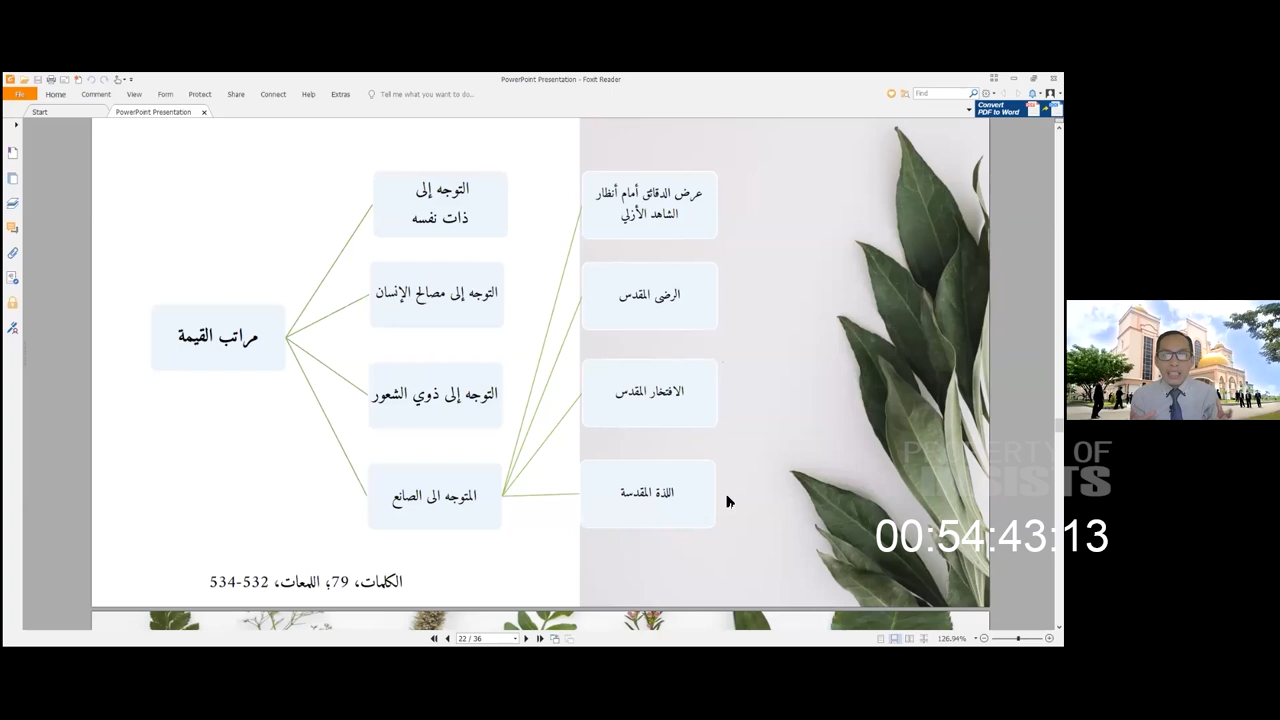 PowerPoint Presentation - Foxit Reader
File
Home
Comment
View
Form
Protect
Share
Connect
Help
Extras
Tell me what you want to do...
Find
Start
PowerPoint Presentation
Convert
PDF to Word
مراتب القيمة
التوجه إلى
ذات نفسه
التوجه إلى مصالح الإنسان
التوجه إلى ذوي الشعور
المتوجه الى الصانع
عرض الدقائق أمام أنظار
الشاهد الأزلي
الرضى المقدس
الافتخار المقدس
اللذة المقدسة
الكلمات، 79؛ اللمعات، 532-534
PROPERTY OF
00:54:43:13
22 / 36
126.94%